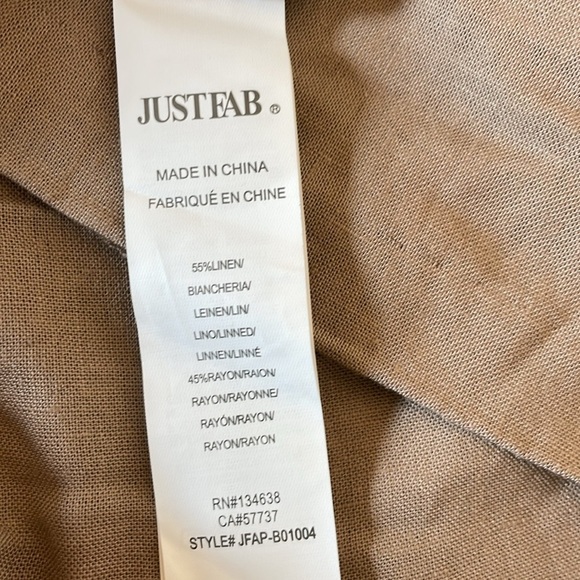 JUSTFAB ®
MADE IN CHINA
FABRIQUÉ EN CHINE
55%LINEN/
BIANCHERIA/
LEINEN/LIN/
LINO/LINNED/
LINNEN/LINNÉ
45%RAYON/RAION/
RAYON/RAYONNE/
RAYÓN/RAYON/
RAYON/RAYON
RN#134638
CA#57737
STYLE# JFAP-B01004